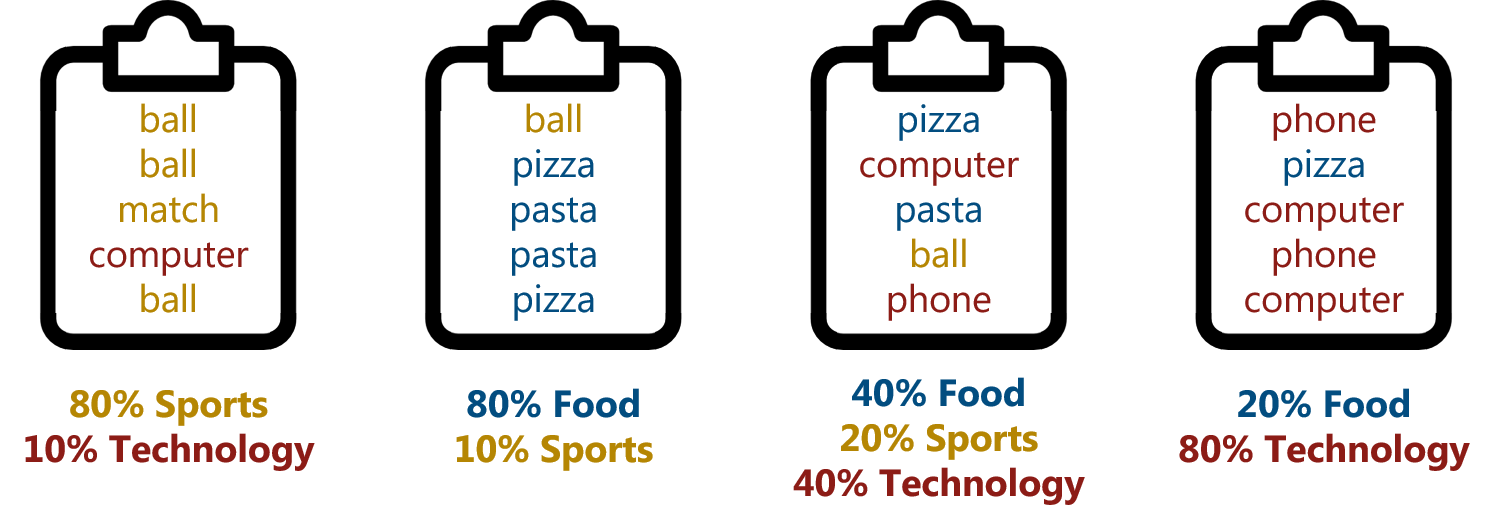 ball
ball
match
computer
ball
80% Sports
10% Technology
ball
pizza
pasta
pasta
pizza
80% Food
10% Sports
pizza
computer
pasta
ball
phone
40% Food
20% Sports
40% Technology
phone
pizza
computer
phone
computer
20% Food
80% Technology